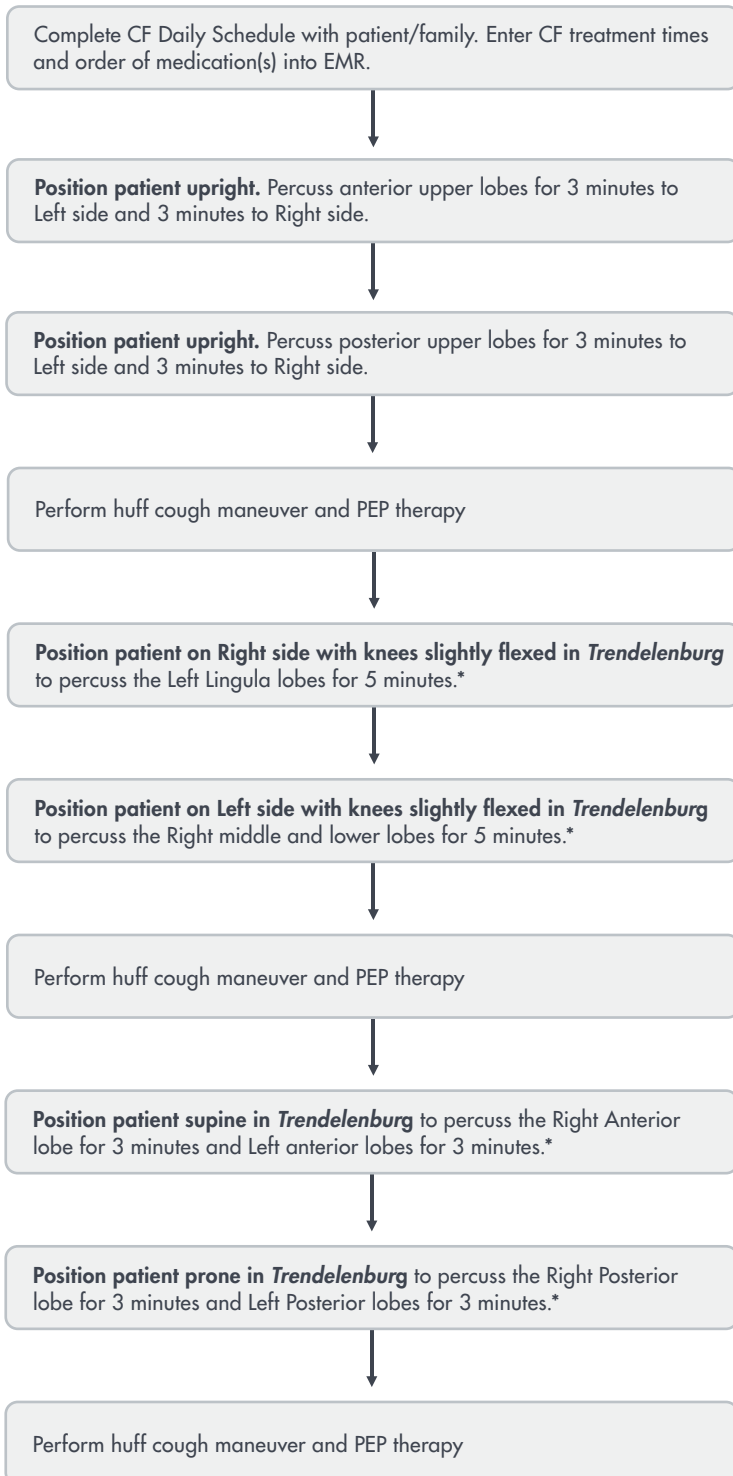 Complete CF Daily Schedule with patient/family. Enter CF treatment times
and order of medication(s) into EMR.
Position patient upright. Percuss anterior upper lobes for 3 minutes to
Left side and 3 minutes to Right side.
Position patient upright. Percuss posterior upper lobes for 3 minutes to
Left side and 3 minutes to Right side.
Perform huff cough maneuver and PEP therapy
Position patient on Right side with knees slightly flexed in Trendelenburg
to percuss the Left Lingula lobes for 5 minutes.*
Position patient on Left side with knees slightly flexed in Trendelenburg
to percuss the Right middle and lower lobes for 5 minutes.*
Perform huff cough maneuver and PEP therapy
Position patient supine in Trendelenburg to percuss the Right Anterior
lobe for 3 minutes and Left anterior lobes for 3 minutes.*
Position patient prone in Trendelenburg to percuss the Right Posterior
lobe for 3 minutes and Left Posterior lobes for 3 minutes.*
Perform huff cough maneuver and PEP therapy